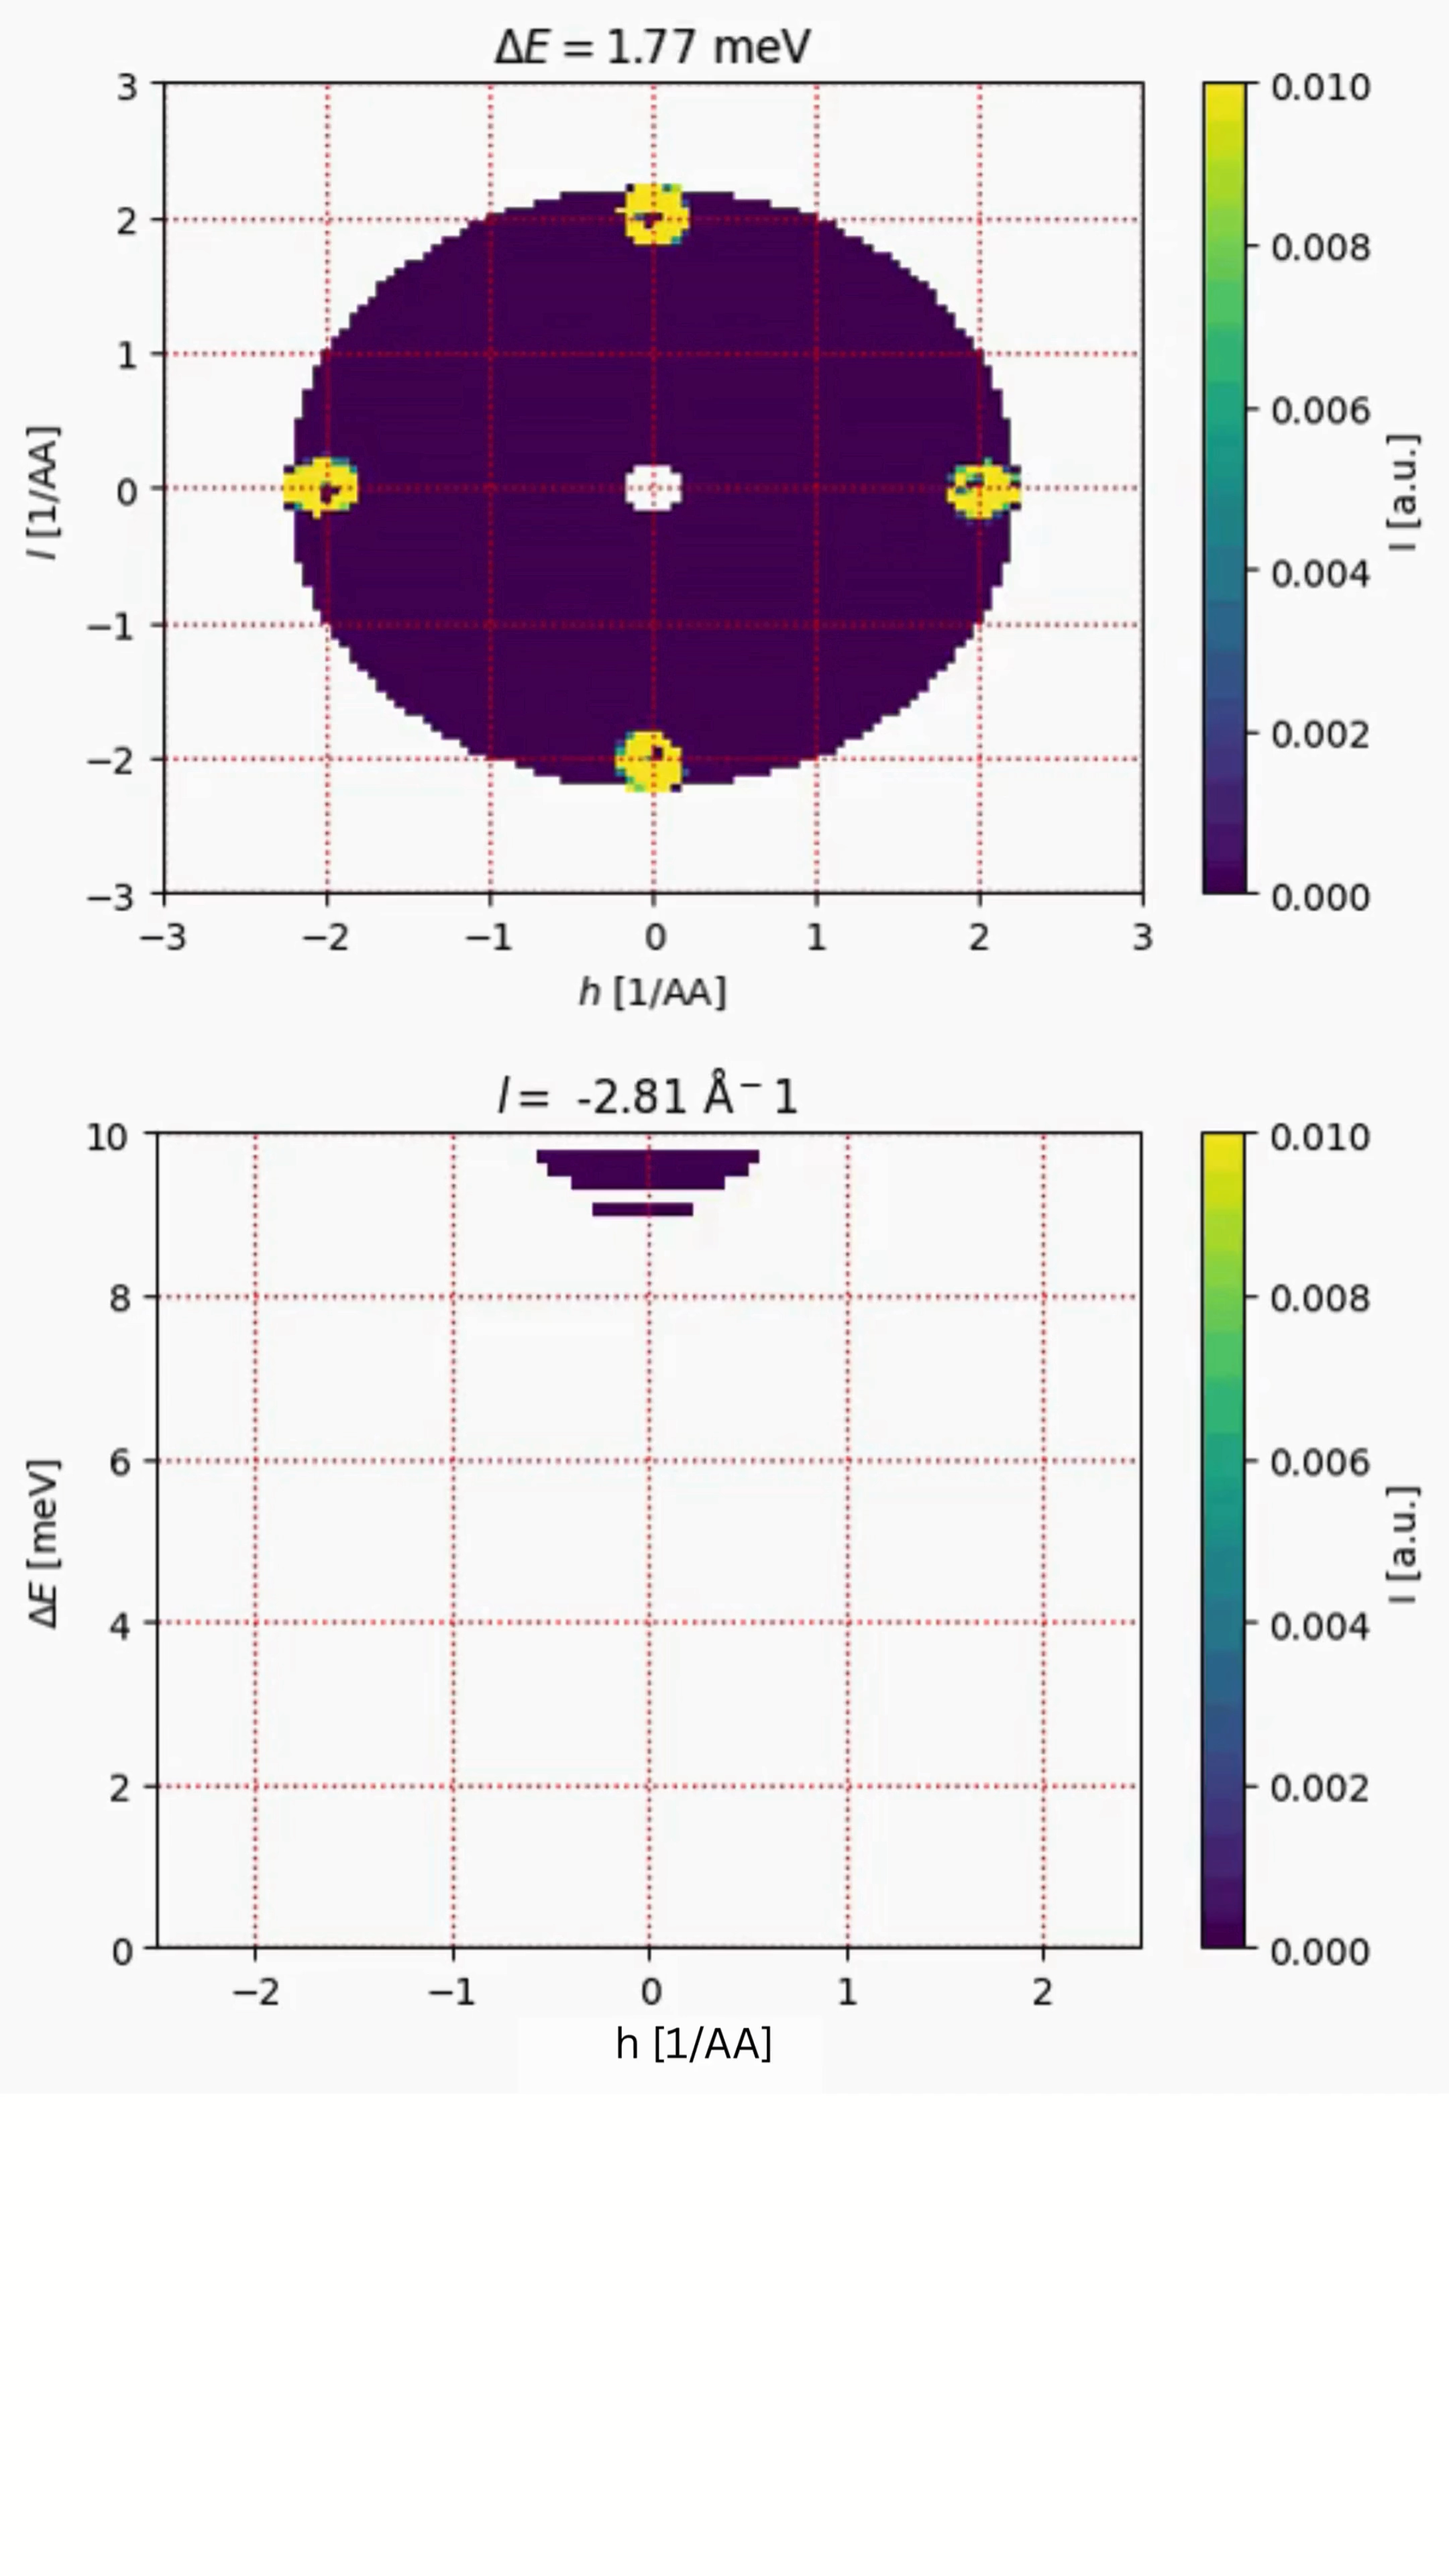 ΔE = 1.77 meV
3
2
1
0
−1
−2
−3
l [1/AA]
−3 −2 −1 0 1 2 3
h [1/AA]
0.010
0.008
0.006
0.004
0.002
0.000
I [a.u.]
l = -2.81 Å⁻ 1
10
8
6
4
2
0
ΔE [meV]
−2 −1 0 1 2
h [1/AA]
0.010
0.008
0.006
0.004
0.002
0.000
I [a.u.]